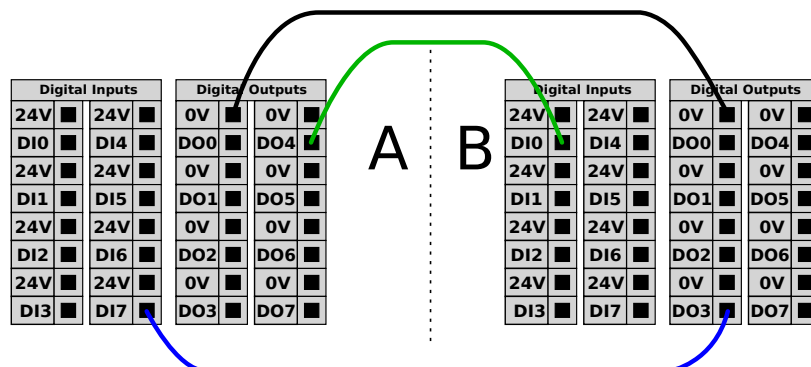 Digital Inputs Digital Outputs Digital Inputs Digital Outputs
24V 24V 0V 0V 24V 24V 0V 0V
DI0 DI4 DO0 DO4 A B DI0 DI4 DO0 DO4
24V 24V 0V 0V 24V 24V 0V 0V
DI1 DI5 DO1 DO5 DI1 DI5 DO1 DO5
24V 24V 0V 0V 24V 24V 0V 0V
DI2 DI6 DO2 DO6 DI2 DI6 DO2 DO6
24V 24V 0V 0V 24V 24V 0V 0V
DI3 DI7 DO3 DO7 DI3 DI7 DO3 DO7